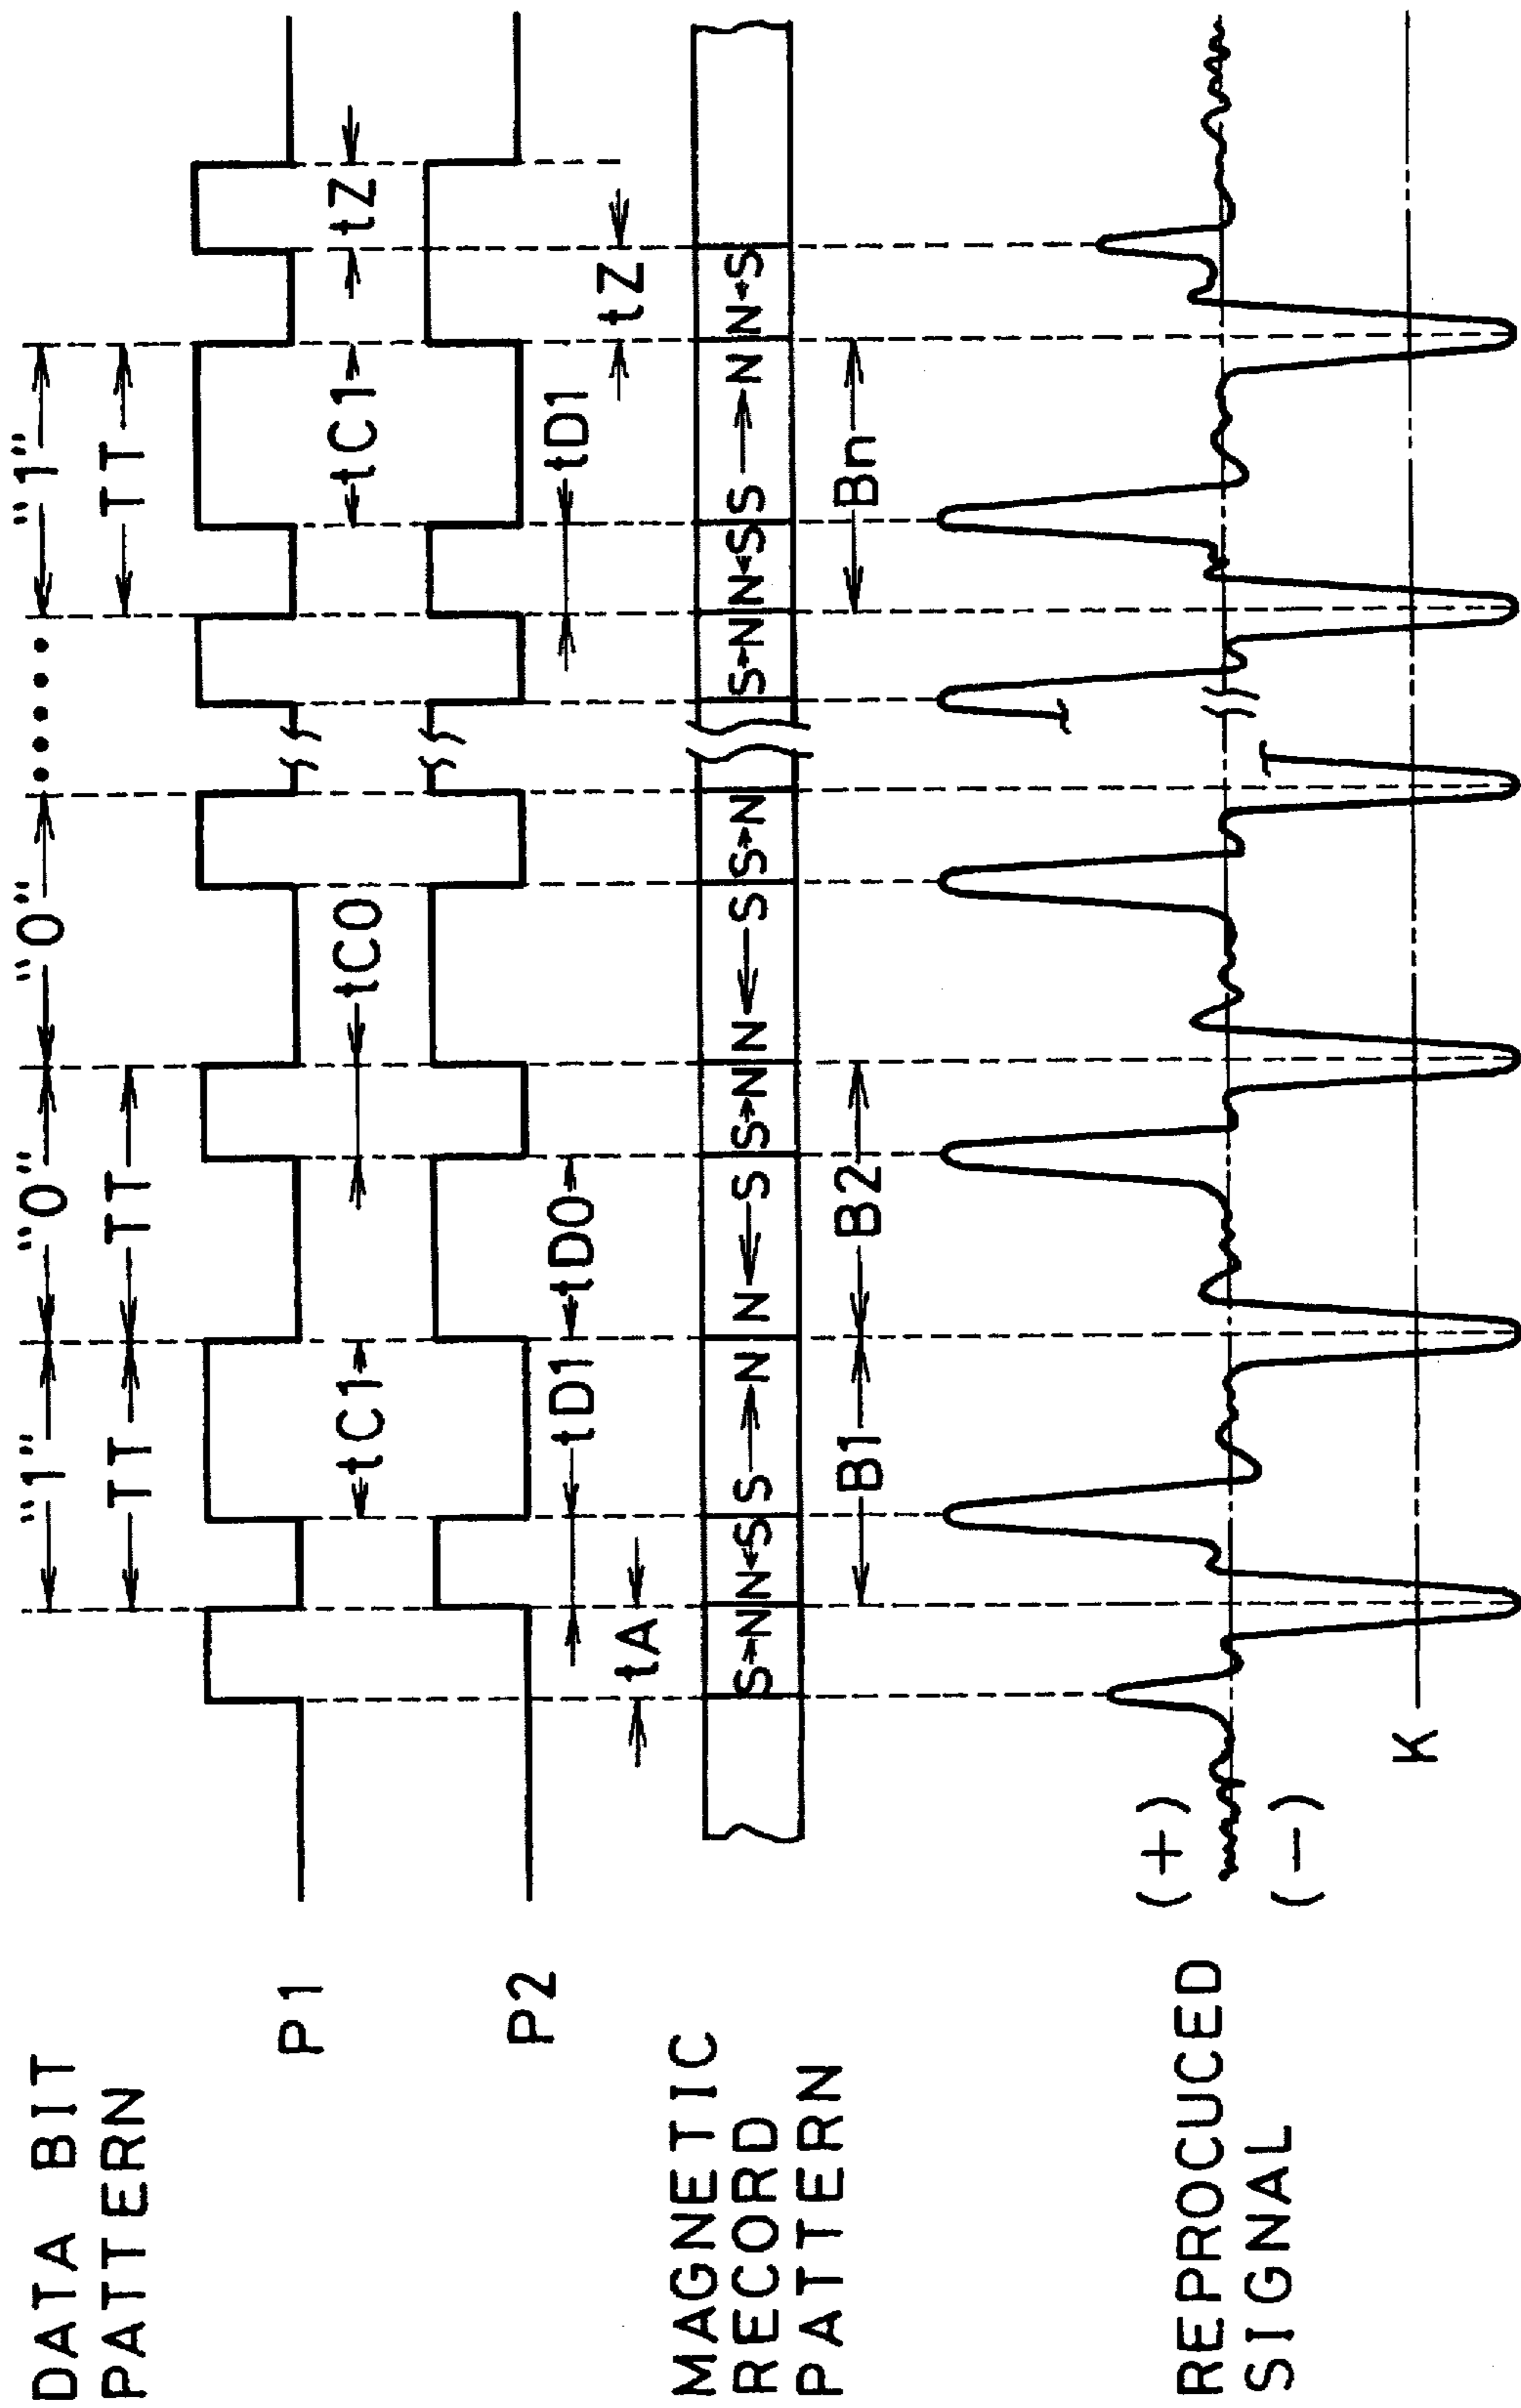 DATA BIT PATTERN
"1" "0" "0" ••••• "1"
TT TT TT
P1
tC1 tC0 tC1 tZ
P2
tD1 tD0 tD1
tA tZ
MAGNETIC RECORD PATTERN
S→N N←S S→N N←S S→N N←S S→N S→N N←S S→N N←S
B1 B2 Bn
REPROCUCED SIGNAL
(+)
(−)
K